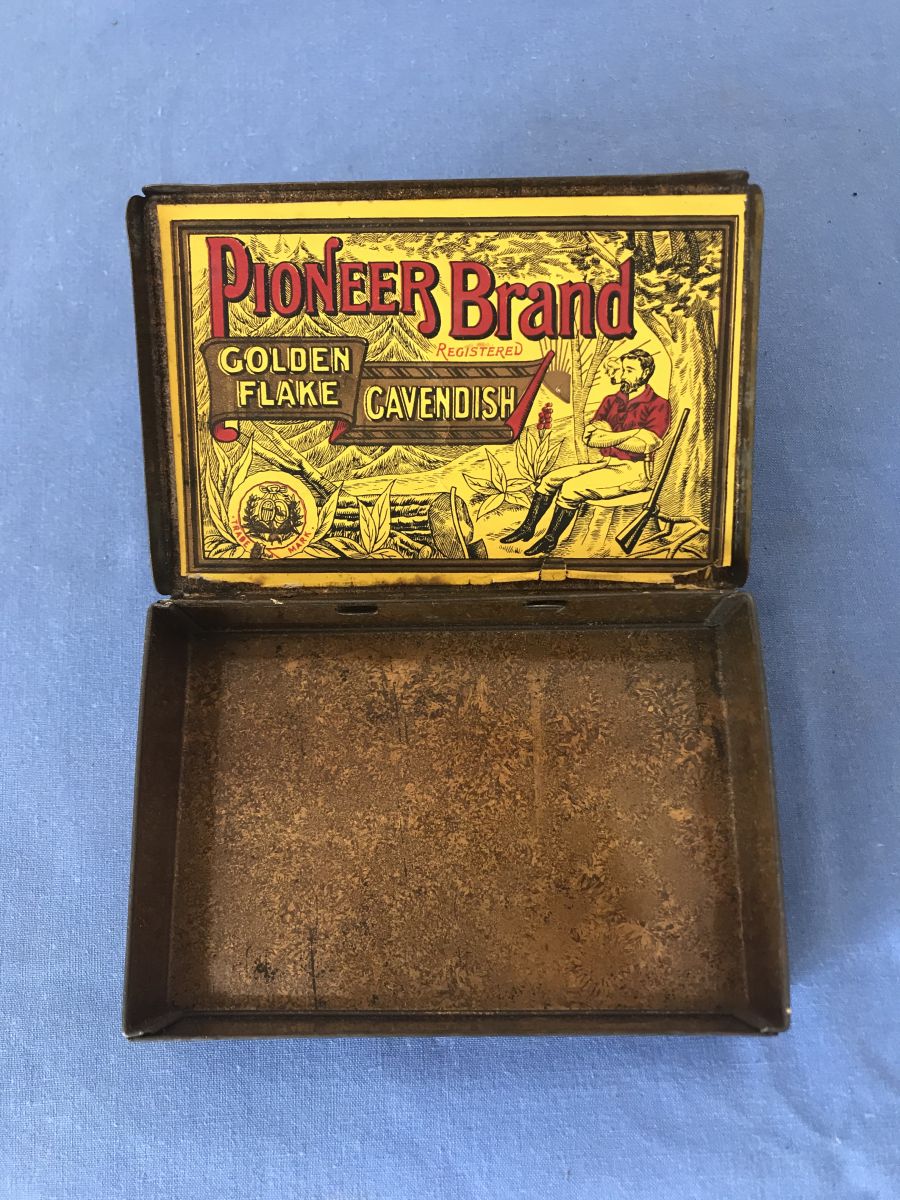 PIONEER BRAND
REGISTERED
GOLDEN
FLAKE
CAVENDISH
TRADE MARK